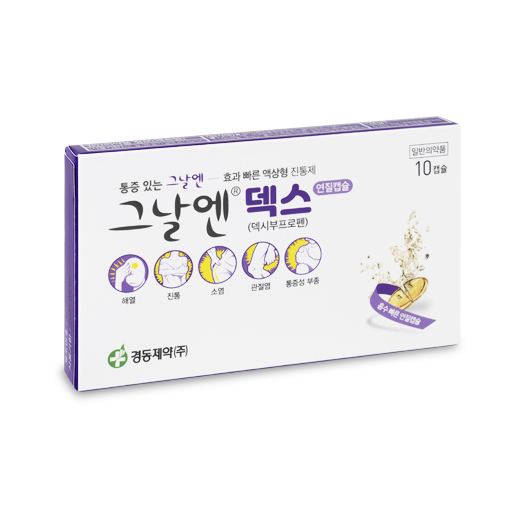 일반의약품
10캡슐
통증 있는 그날엔 효과 빠른 액상형 진통제
그날엔® 덱스 연질캡슐
(덱시부프로펜)
해열 진통 소염 관절염 통증성 부종
흡수 빠른 연질캡슐
경동제약(주)